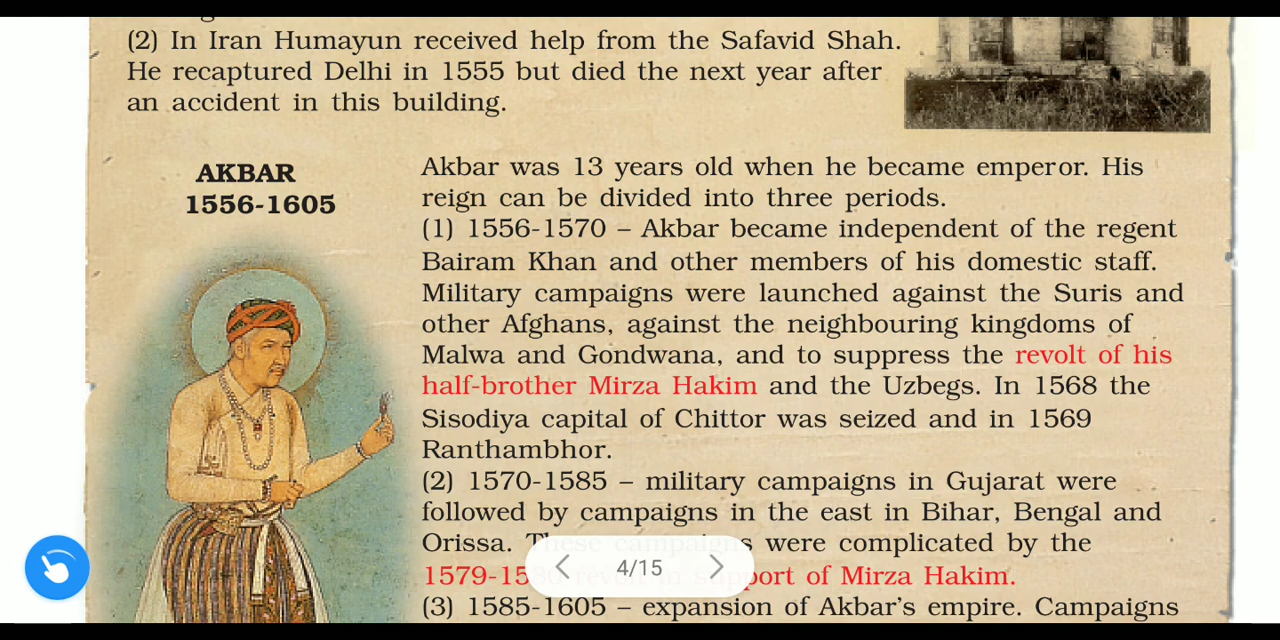 (2) In Iran Humayun received help from the Safavid Shah.
He recaptured Delhi in 1555 but died the next year after
an accident in this building.
AKBAR
1556-1605
Akbar was 13 years old when he became emperor. His
reign can be divided into three periods.
(1) 1556-1570 – Akbar became independent of the regent
Bairam Khan and other members of his domestic staff.
Military campaigns were launched against the Suris and
other Afghans, against the neighbouring kingdoms of
Malwa and Gondwana, and to suppress the revolt of his
half-brother Mirza Hakim and the Uzbegs. In 1568 the
Sisodiya capital of Chittor was seized and in 1569
Ranthambhor.
(2) 1570-1585 – military campaigns in Gujarat were
followed by campaigns in the east in Bihar, Bengal and
Orissa. These campaigns were complicated by the
1579-1580 revolt in support of Mirza Hakim.
(3) 1585-1605 – expansion of Akbar's empire. Campaigns
4/15